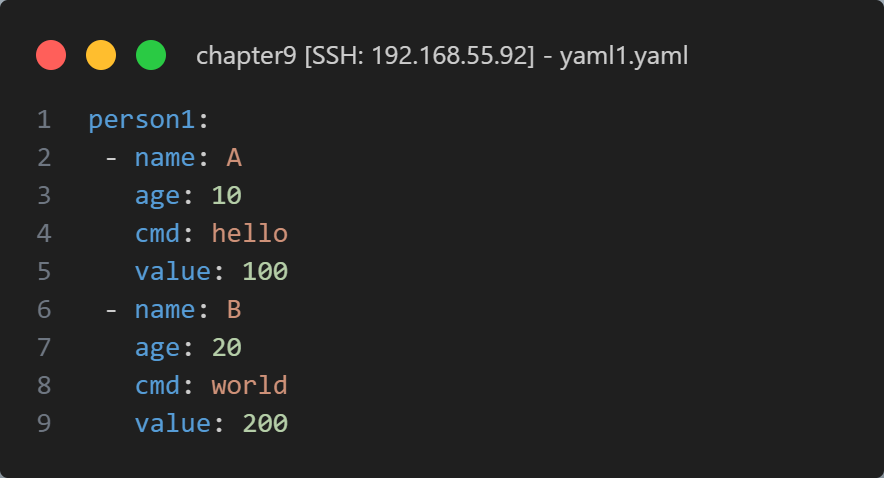 chapter9 [SSH: 192.168.55.92] - yaml1.yaml
1 person1:
2  - name: A
3    age: 10
4    cmd: hello
5    value: 100
6  - name: B
7    age: 20
8    cmd: world
9    value: 200